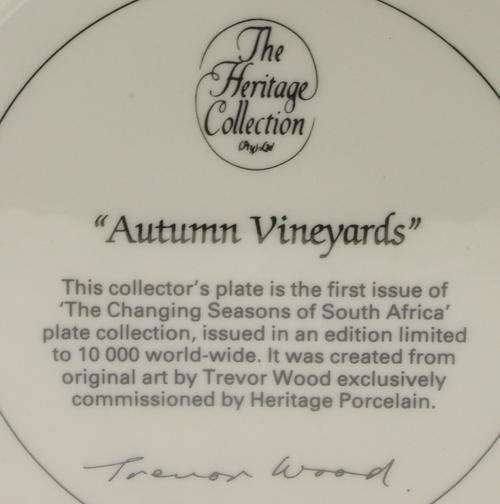 The
Heritage
Collection
(Pty) Ltd
“Autumn Vineyards”
This collector's plate is the first issue of
'The Changing Seasons of South Africa'
plate collection, issued in an edition limited
to 10 000 world-wide. It was created from
original art by Trevor Wood exclusively
commissioned by Heritage Porcelain.
Trevor Wood.